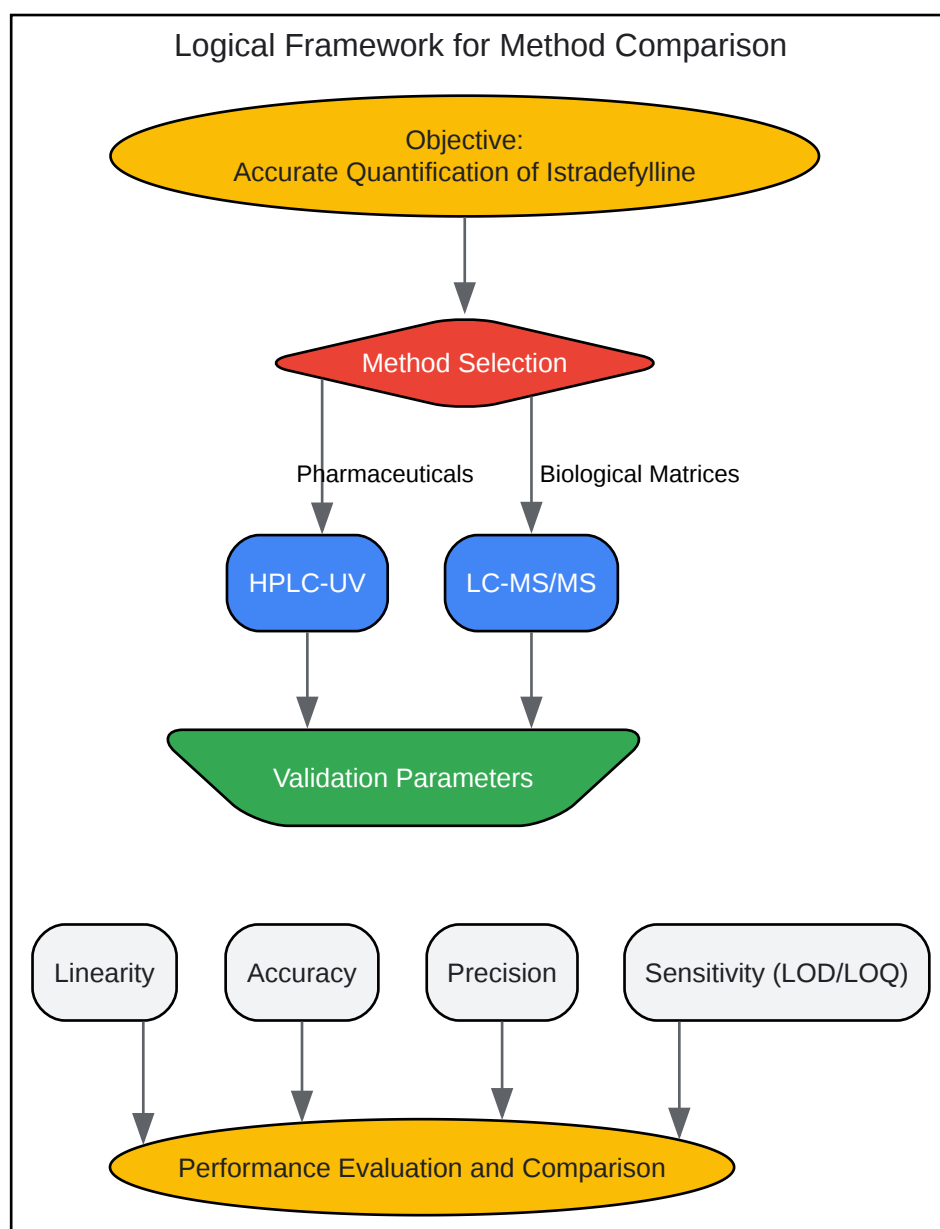 Logical Framework for Method Comparison
Objective:
Accurate Quantification of Istradefylline
Method Selection
Pharmaceuticals
Biological Matrices
HPLC-UV
LC-MS/MS
Validation Parameters
Linearity
Accuracy
Precision
Sensitivity (LOD/LOQ)
Performance Evaluation and Comparison